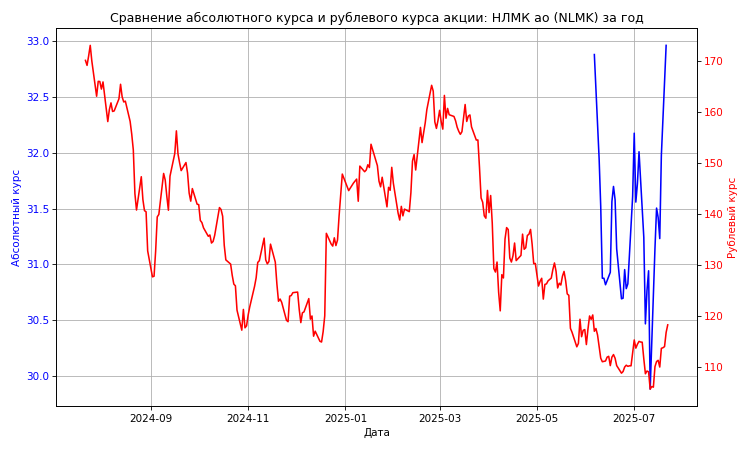 Сравнение абсолютного курса и рублевого курса акции: НЛМК ао (NLMK) за год
33.0
32.5
32.0
31.5
31.0
30.5
30.0
Абсолютный курс
170
160
150
140
130
120
110
Рублевый курс
2024-09 2024-11 2025-01 2025-03 2025-05 2025-07
Дата